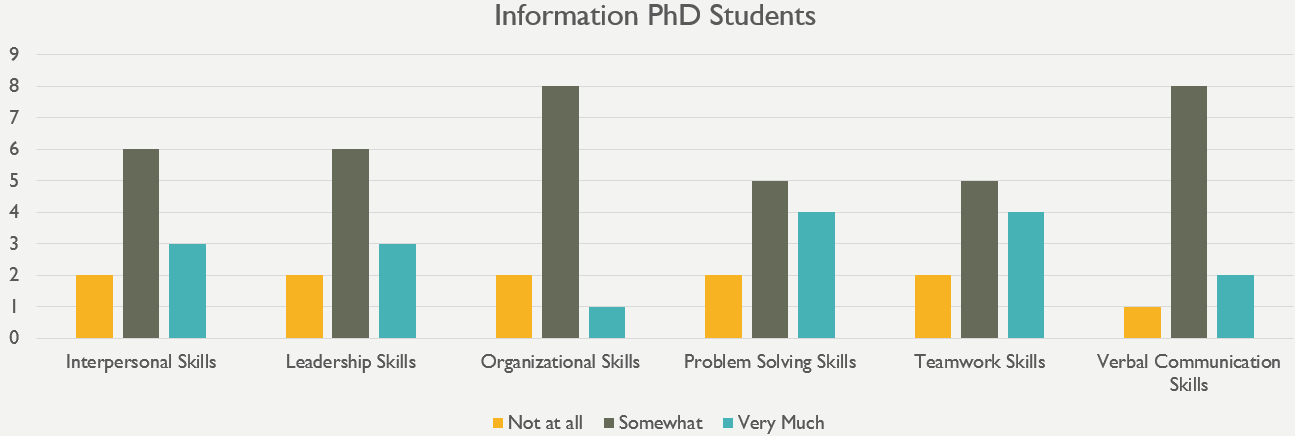 Information PhD Students
9
8
7
6
5
4
3
2
1
0
Interpersonal Skills
Leadership Skills
Organizational Skills
Problem Solving Skills
Teamwork Skills
Verbal Communication
Skills
Not at all
Somewhat
Very Much